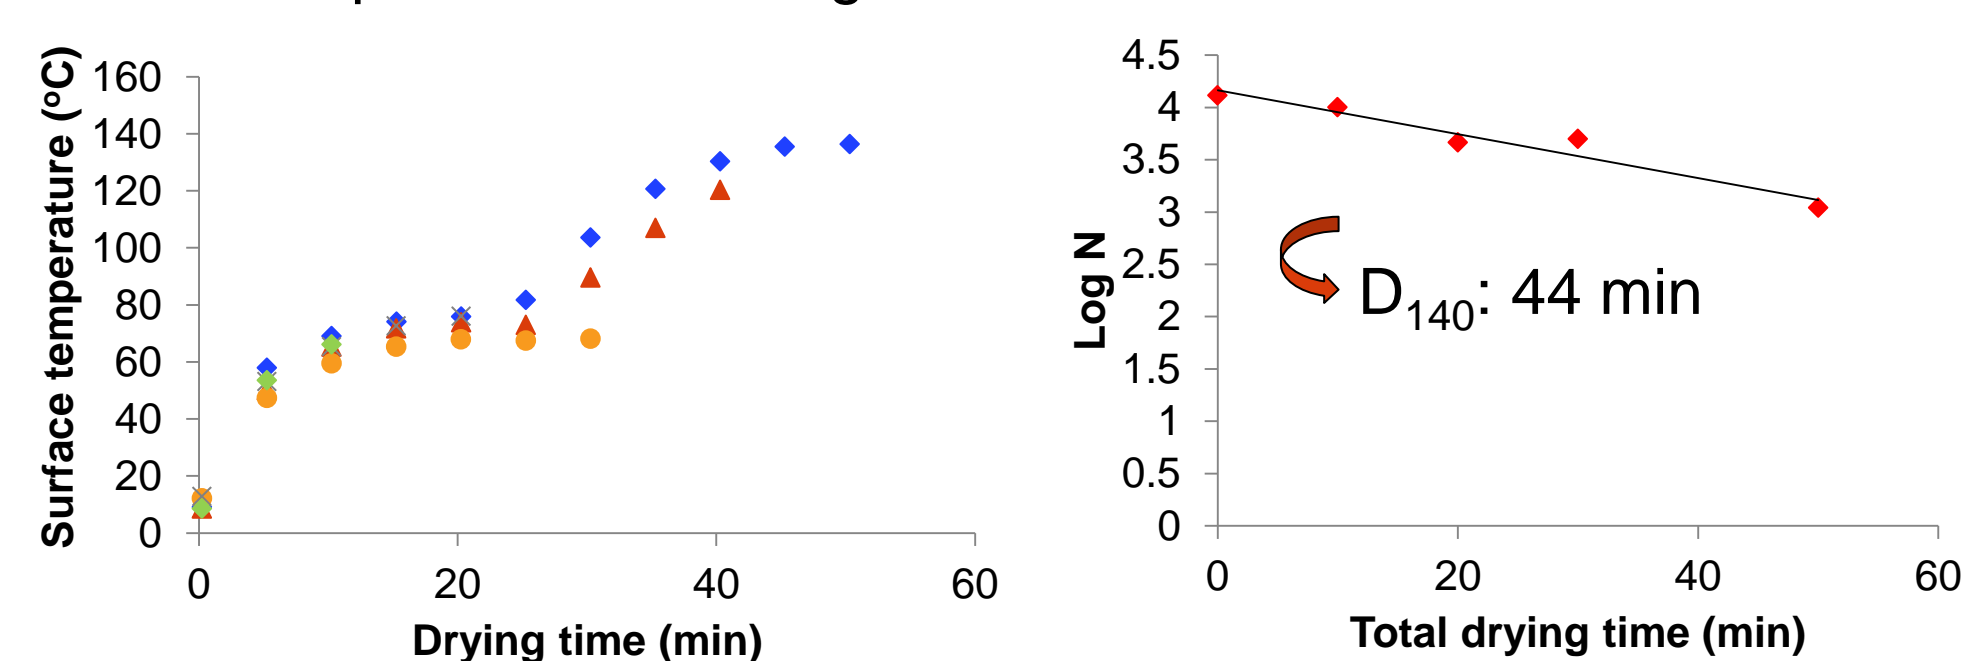 Surface temperature (ºC)
160
140
120
100
80
60
40
20
0
0 20 40 60
Drying time (min)
Log N
4.5
4
3.5
3
2.5
2
1.5
1
0.5
0
D140: 44 min
0 20 40 60
Total drying time (min)